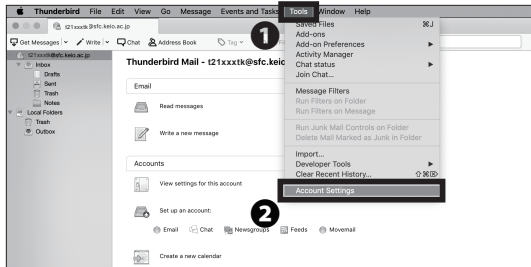 Thunderbird File Edit View Go Message Events and Tasks Tools Window Help
t21xxxtk@sfc.keio.ac.jp
Get Messages Write Chat Address Book Tag
t21xxxtk@sfc.keio.ac.jp
Inbox
Drafts
Sent
Trash
Notes
Local Folders
Trash
Outbox
Thunderbird Mail - t21xxxtk@sfc.keio
Email
Read messages
Write a new message
Accounts
View settings for this account
Set up an account:
Email Chat Newsgroups Feeds Movemail
Create a new calendar
1
Saved Files ⌘J
Add-ons
Add-on Preferences
Activity Manager
Chat status
Join Chat...
Message Filters
Run Filters on Folder
Run Filters on Message
Run Junk Mail Controls on Folder
Delete Mail Marked as Junk in Folder
Import...
Developer Tools
Clear Recent History... ⇧⌘⌦
Account Settings
2